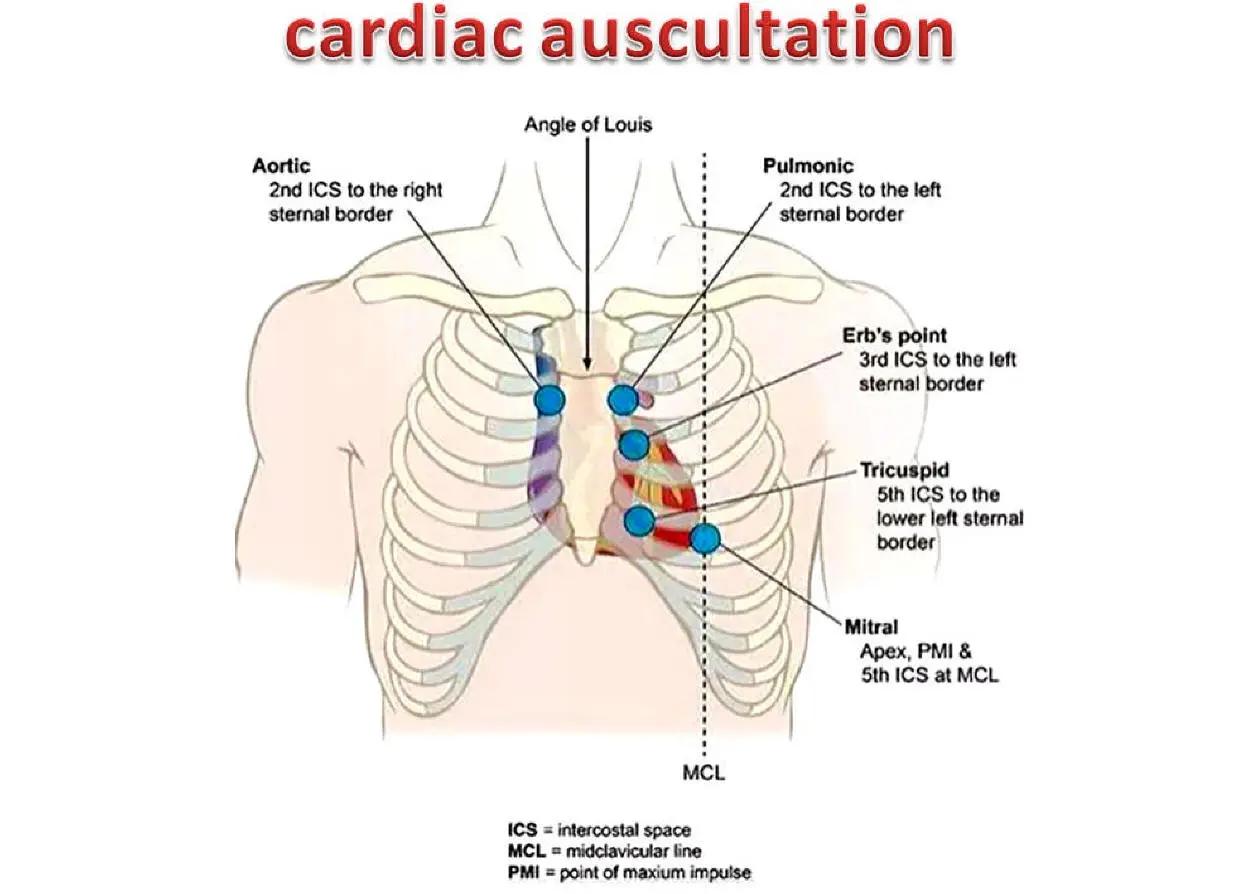 cardiac auscultation
Angle of Louis
Aortic
2nd ICS to the right
sternal border
Pulmonic
2nd ICS to the left
sternal border
Erb's point
3rd ICS to the left
sternal border
Tricuspid
5th ICS to the
lower left sternal
border
Mitral
Apex, PMI &
5th ICS at MCL
MCL
ICS = intercostal space
MCL = midclavicular line
PMI = point of maxium impulse